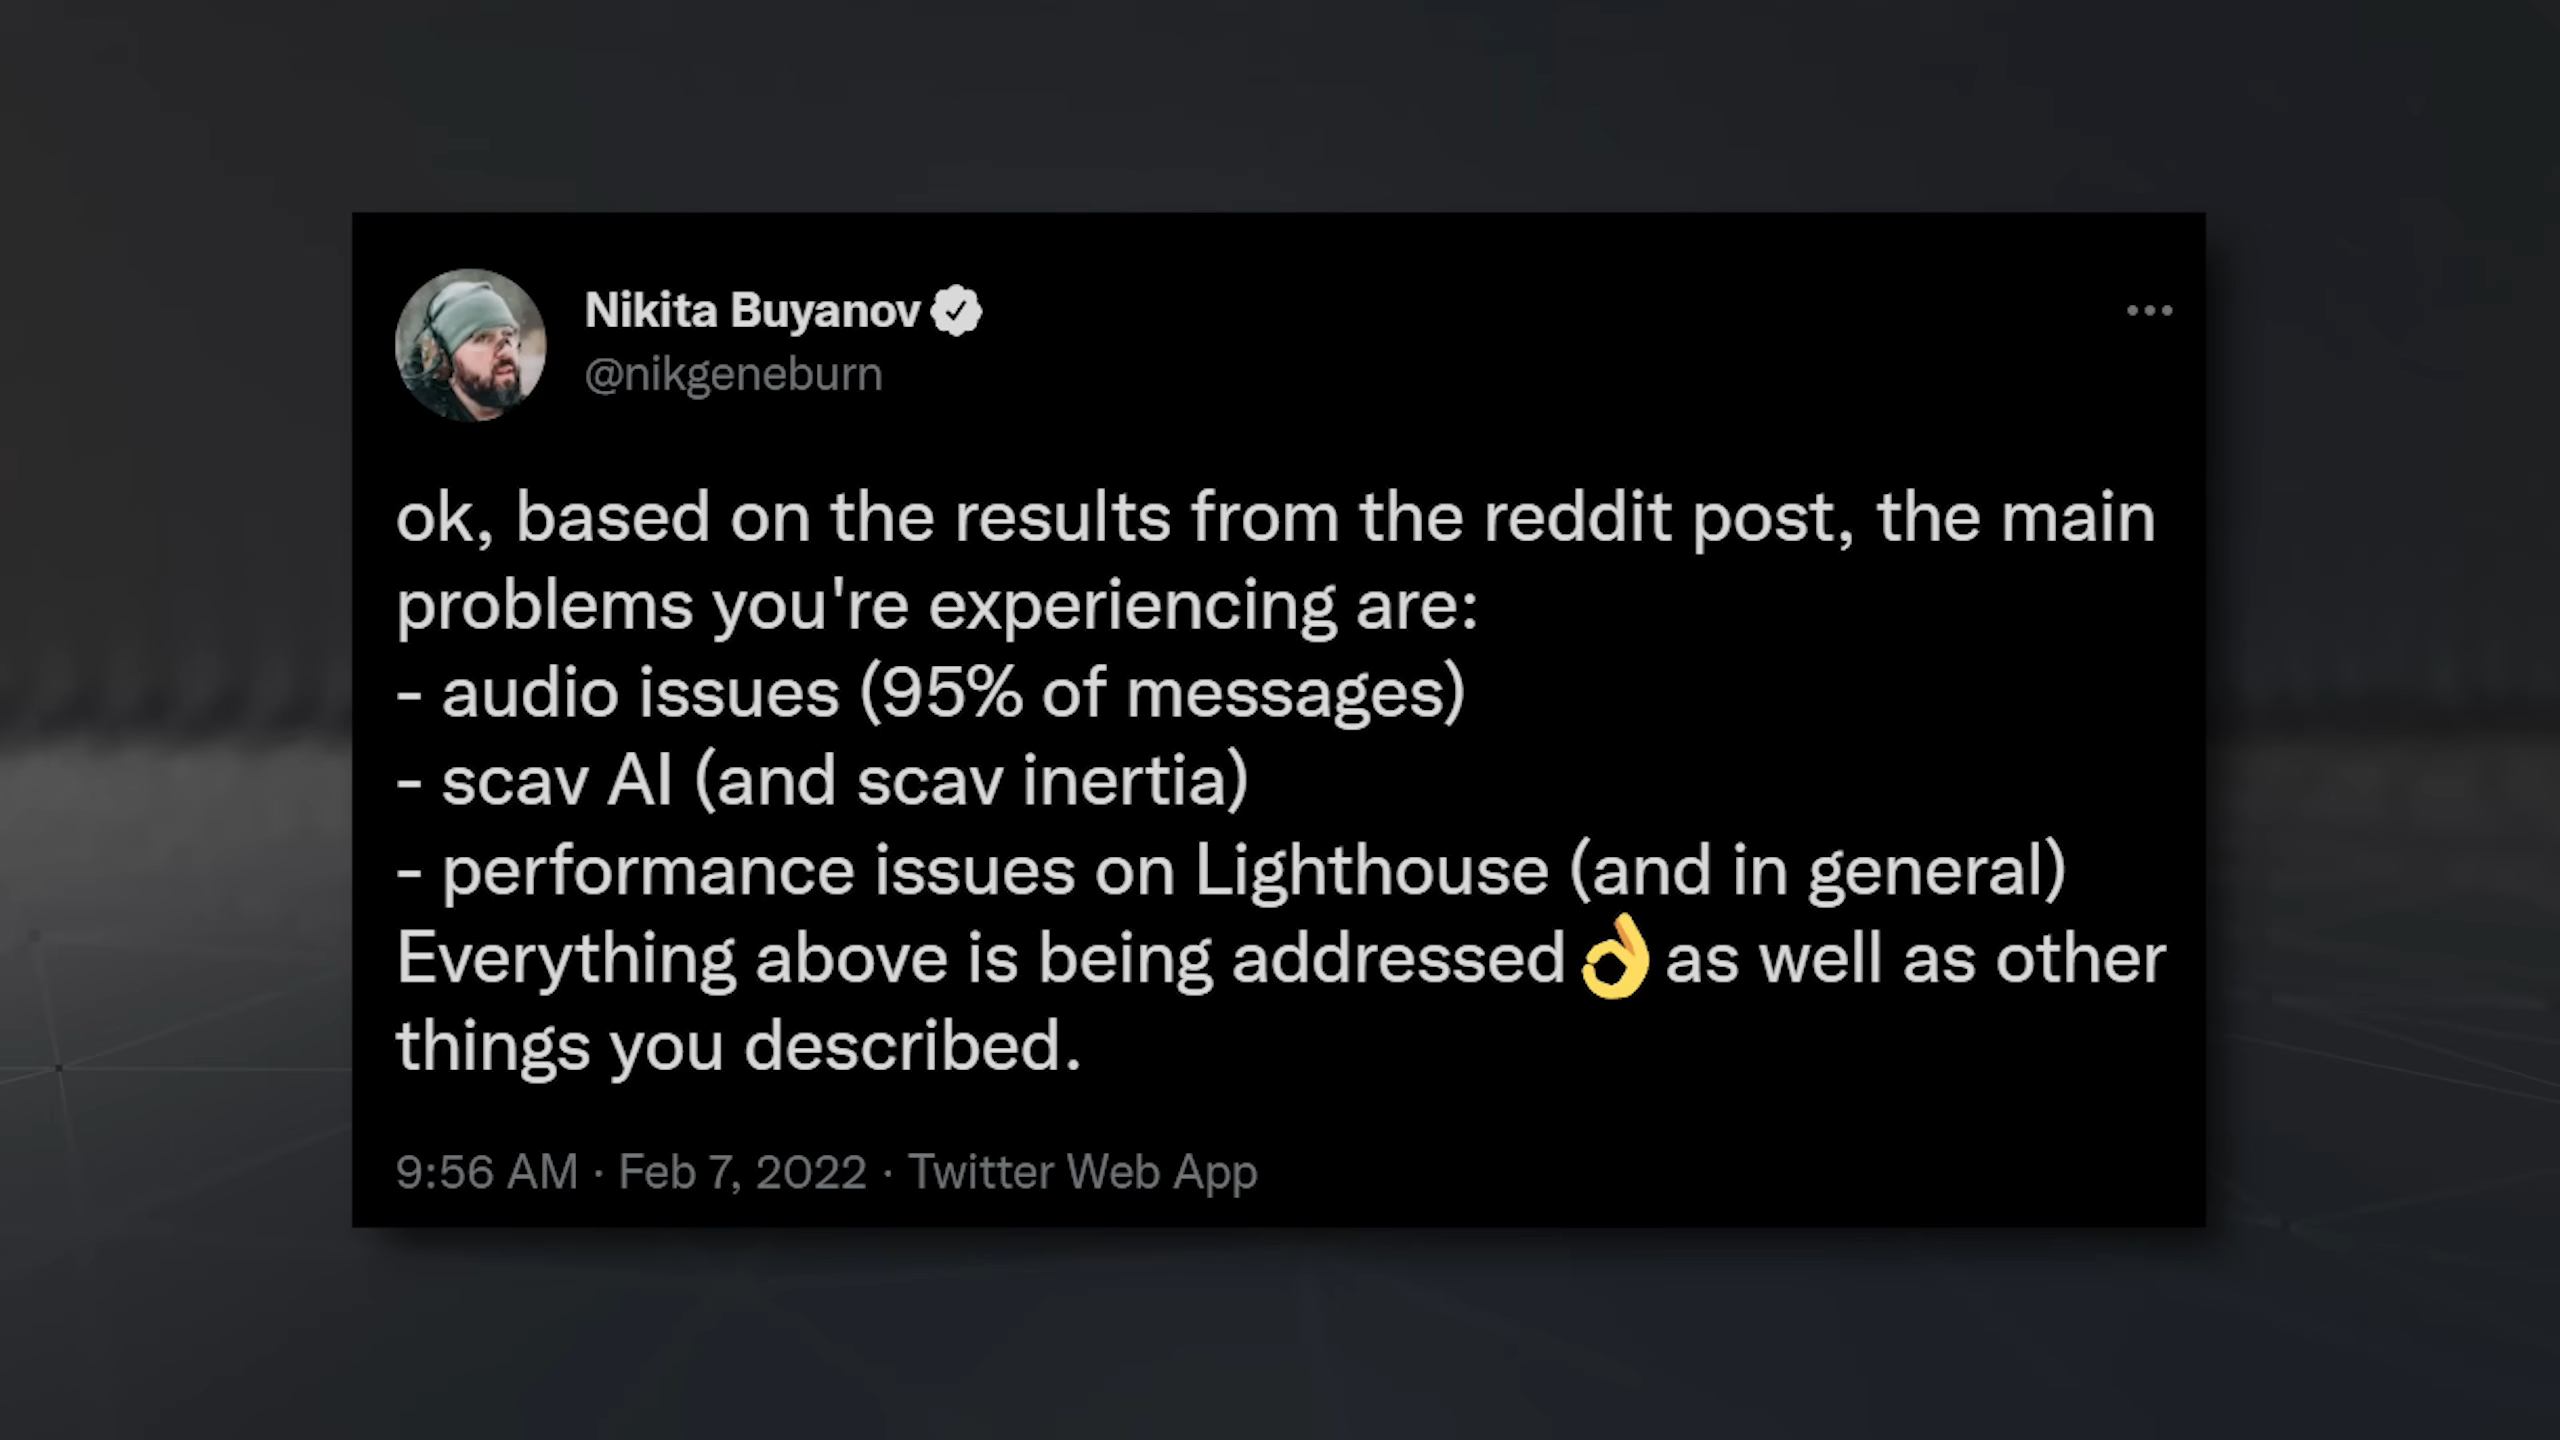 Nikita Buyanov
@nikgeneburn
ok, based on the results from the reddit post, the main
problems you're experiencing are:
- audio issues (95% of messages)
- scav AI (and scav inertia)
- performance issues on Lighthouse (and in general)
Everything above is being addressed👌as well as other
things you described.
9:56 AM · Feb 7, 2022 · Twitter Web App